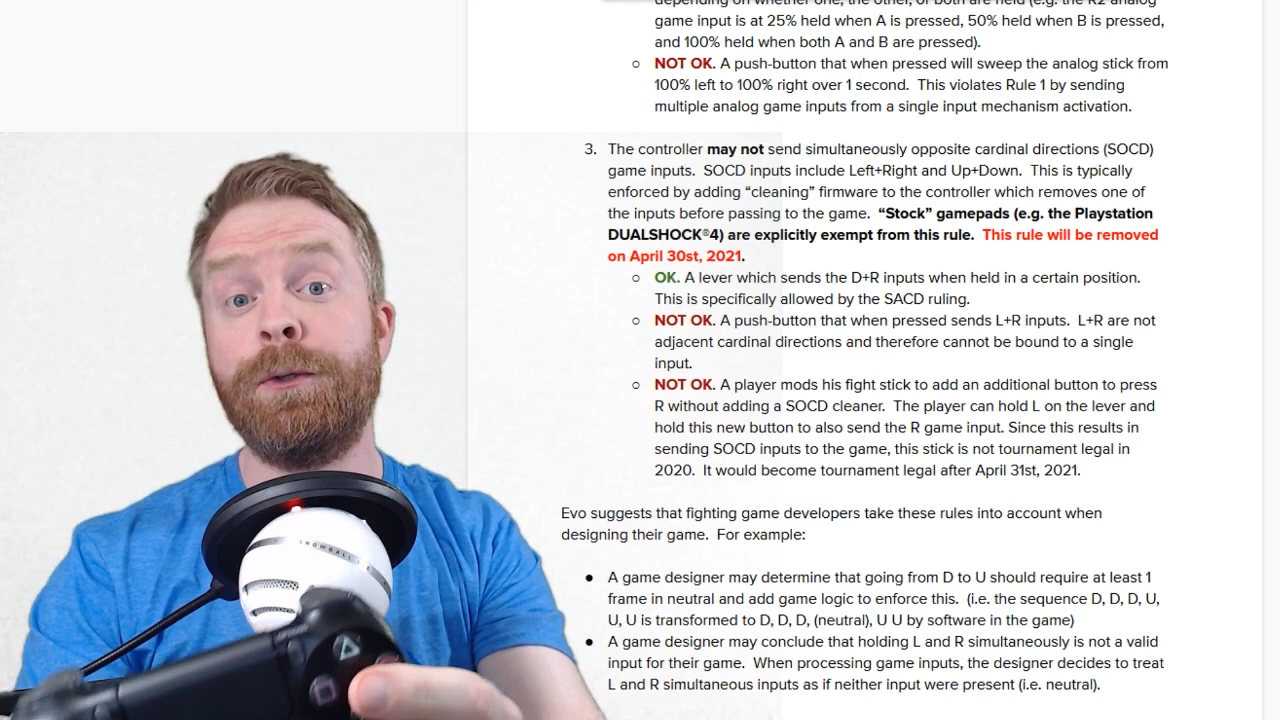 depending on whether one, the other, or both are held (e.g. the R2 analog
game input is at 25% held when A is pressed, 50% held when B is pressed,
and 100% held when both A and B are pressed).
○ NOT OK. A push-button that when pressed will sweep the analog stick from
100% left to 100% right over 1 second. This violates Rule 1 by sending
multiple analog game inputs from a single input mechanism activation.
3. The controller may not send simultaneously opposite cardinal directions (SOCD)
game inputs. SOCD inputs include Left+Right and Up+Down. This is typically
enforced by adding “cleaning” firmware to the controller which removes one of
the inputs before passing to the game. “Stock” gamepads (e.g. the Playstation
DUALSHOCK®4) are explicitly exempt from this rule. This rule will be removed
on April 30st, 2021.
○ OK. A lever which sends the D+R inputs when held in a certain position.
This is specifically allowed by the SACD ruling.
○ NOT OK. A push-button that when pressed sends L+R inputs. L+R are not
adjacent cardinal directions and therefore cannot be bound to a single
input.
○ NOT OK. A player mods his fight stick to add an additional button to press
R without adding a SOCD cleaner. The player can hold L on the lever and
hold this new button to also send the R game input. Since this results in
sending SOCD inputs to the game, this stick is not tournament legal in
2020. It would become tournament legal after April 31st, 2021.
Evo suggests that fighting game developers take these rules into account when
designing their game. For example:
● A game designer may determine that going from D to U should require at least 1
frame in neutral and add game logic to enforce this. (i.e. the sequence D, D, D, U,
U, U is transformed to D, D, D, (neutral), U U by software in the game)
● A game designer may conclude that holding L and R simultaneously is not a valid
input for their game. When processing game inputs, the designer decides to treat
L and R simultaneous inputs as if neither input were present (i.e. neutral).
SNOWBALL